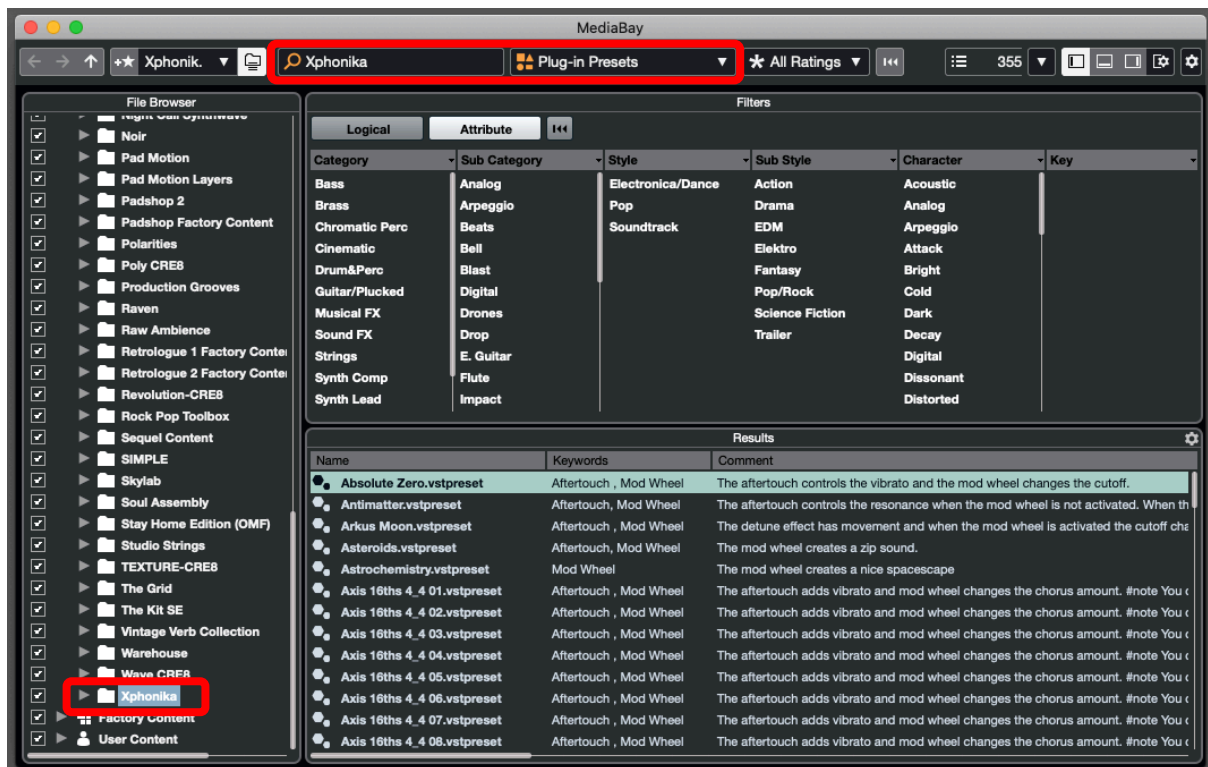 MediaBay
Xphonik.
Xphonika
Plug-in Presets
All Ratings
355
File Browser
Night Call Synthwave
Noir
Pad Motion
Pad Motion Layers
Padshop 2
Padshop Factory Content
Polarities
Poly CRE8
Production Grooves
Raven
Raw Ambience
Retrologue 1 Factory Conte
Retrologue 2 Factory Conte
Revolution-CRE8
Rock Pop Toolbox
Sequel Content
SIMPLE
Skylab
Soul Assembly
Stay Home Edition (OMF)
Studio Strings
TEXTURE-CRE8
The Grid
The Kit SE
Vintage Verb Collection
Warehouse
Wave CRE8
Xphonika
Factory Content
User Content
Filters
Logical Attribute
Category Sub Category Style Sub Style Character Key
Bass Analog Electronica/Dance Action Acoustic
Brass Arpeggio Pop Drama Analog
Chromatic Perc Beats Soundtrack EDM Arpeggio
Cinematic Bell Elektro Attack
Drum&Perc Blast Fantasy Bright
Guitar/Plucked Digital Pop/Rock Cold
Musical FX Drones Science Fiction Dark
Sound FX Drop Trailer Decay
Strings E. Guitar Digital
Synth Comp Flute Dissonant
Synth Lead Impact Distorted
Results
Name Keywords Comment
Absolute Zero.vstpreset Aftertouch , Mod Wheel The aftertouch controls the vibrato and the mod wheel changes the cutoff.
Antimatter.vstpreset Aftertouch, Mod Wheel The aftertouch controls the resonance when the mod wheel is not activated. When th
Arkus Moon.vstpreset Aftertouch, Mod Wheel The detune effect has movement and when the mod wheel is activated the cutoff cha
Asteroids.vstpreset Aftertouch, Mod Wheel The mod wheel creates a zip sound.
Astrochemistry.vstpreset Mod Wheel The mod wheel creates a nice spacescape
Axis 16ths 4_4 01.vstpreset Aftertouch , Mod Wheel The aftertouch adds vibrato and mod wheel changes the chorus amount. #note You
Axis 16ths 4_4 02.vstpreset Aftertouch , Mod Wheel The aftertouch adds vibrato and mod wheel changes the chorus amount. #note You
Axis 16ths 4_4 03.vstpreset Aftertouch , Mod Wheel The aftertouch adds vibrato and mod wheel changes the chorus amount. #note You
Axis 16ths 4_4 04.vstpreset Aftertouch , Mod Wheel The aftertouch adds vibrato and mod wheel changes the chorus amount. #note You
Axis 16ths 4_4 05.vstpreset Aftertouch , Mod Wheel The aftertouch adds vibrato and mod wheel changes the chorus amount. #note You
Axis 16ths 4_4 06.vstpreset Aftertouch , Mod Wheel The aftertouch adds vibrato and mod wheel changes the chorus amount. #note You
Axis 16ths 4_4 07.vstpreset Aftertouch , Mod Wheel The aftertouch adds vibrato and mod wheel changes the chorus amount. #note You
Axis 16ths 4_4 08.vstpreset Aftertouch , Mod Wheel The aftertouch adds vibrato and mod wheel changes the chorus amount. #note You